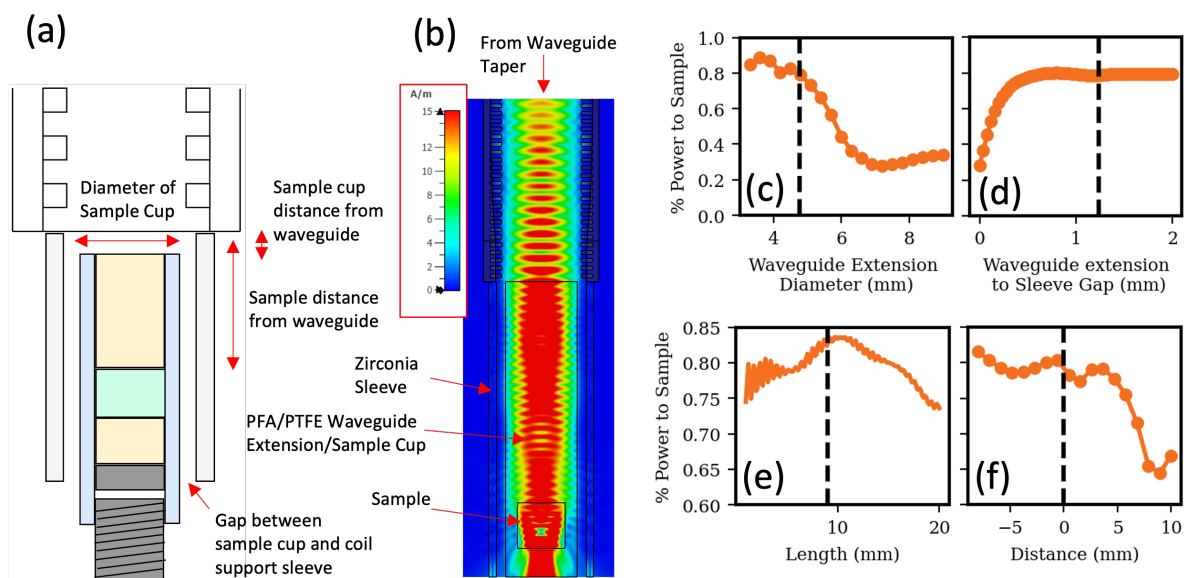 (a)
Diameter of
Sample Cup
Sample cup
distance from
waveguide
Sample distance
from waveguide
Gap between
sample cup and coil
support sleeve
(b)
From Waveguide
Taper
A/m
15
14
12
10
8
6
4
2
0
Zirconia
Sleeve
PFA/PTFE Waveguide
Extension/Sample Cup
Sample
% Power to Sample
1.0
0.8
0.6
0.4
0.2
0.0
(c)
4
6
8
Waveguide Extension
Diameter (mm)
(d)
0
1
2
Waveguide extension
to Sleeve Gap (mm)
% Power to Sample
0.85
0.80
0.75
0.70
0.65
0.60
(e)
10
20
Length (mm)
(f)
−5
0
5
10
Distance (mm)